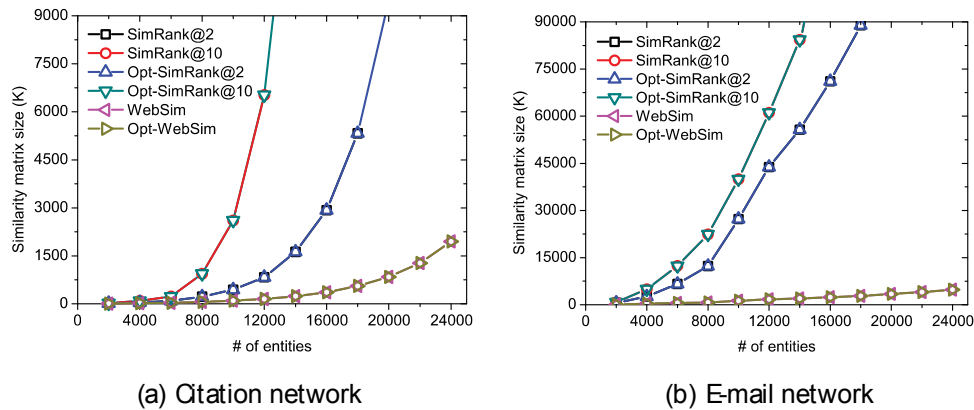 9000
7500
6000
4500
3000
1500
0
Similarity matrix size (K)
SimRank@2
SimRank@10
Opt-SimRank@2
Opt-SimRank@10
WebSim
Opt-WebSim
0 4000 8000 12000 16000 20000 24000
# of entities
(a) Citation network
90000
75000
60000
45000
30000
15000
0
Similarity matrix size (K)
SimRank@2
SimRank@10
Opt-SimRank@2
Opt-SimRank@10
WebSim
Opt-WebSim
0 4000 8000 12000 16000 20000 24000
# of entities
(b) E-mail network